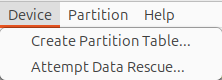 Device Partition Help
Create Partition Table...
Attempt Data Rescue...